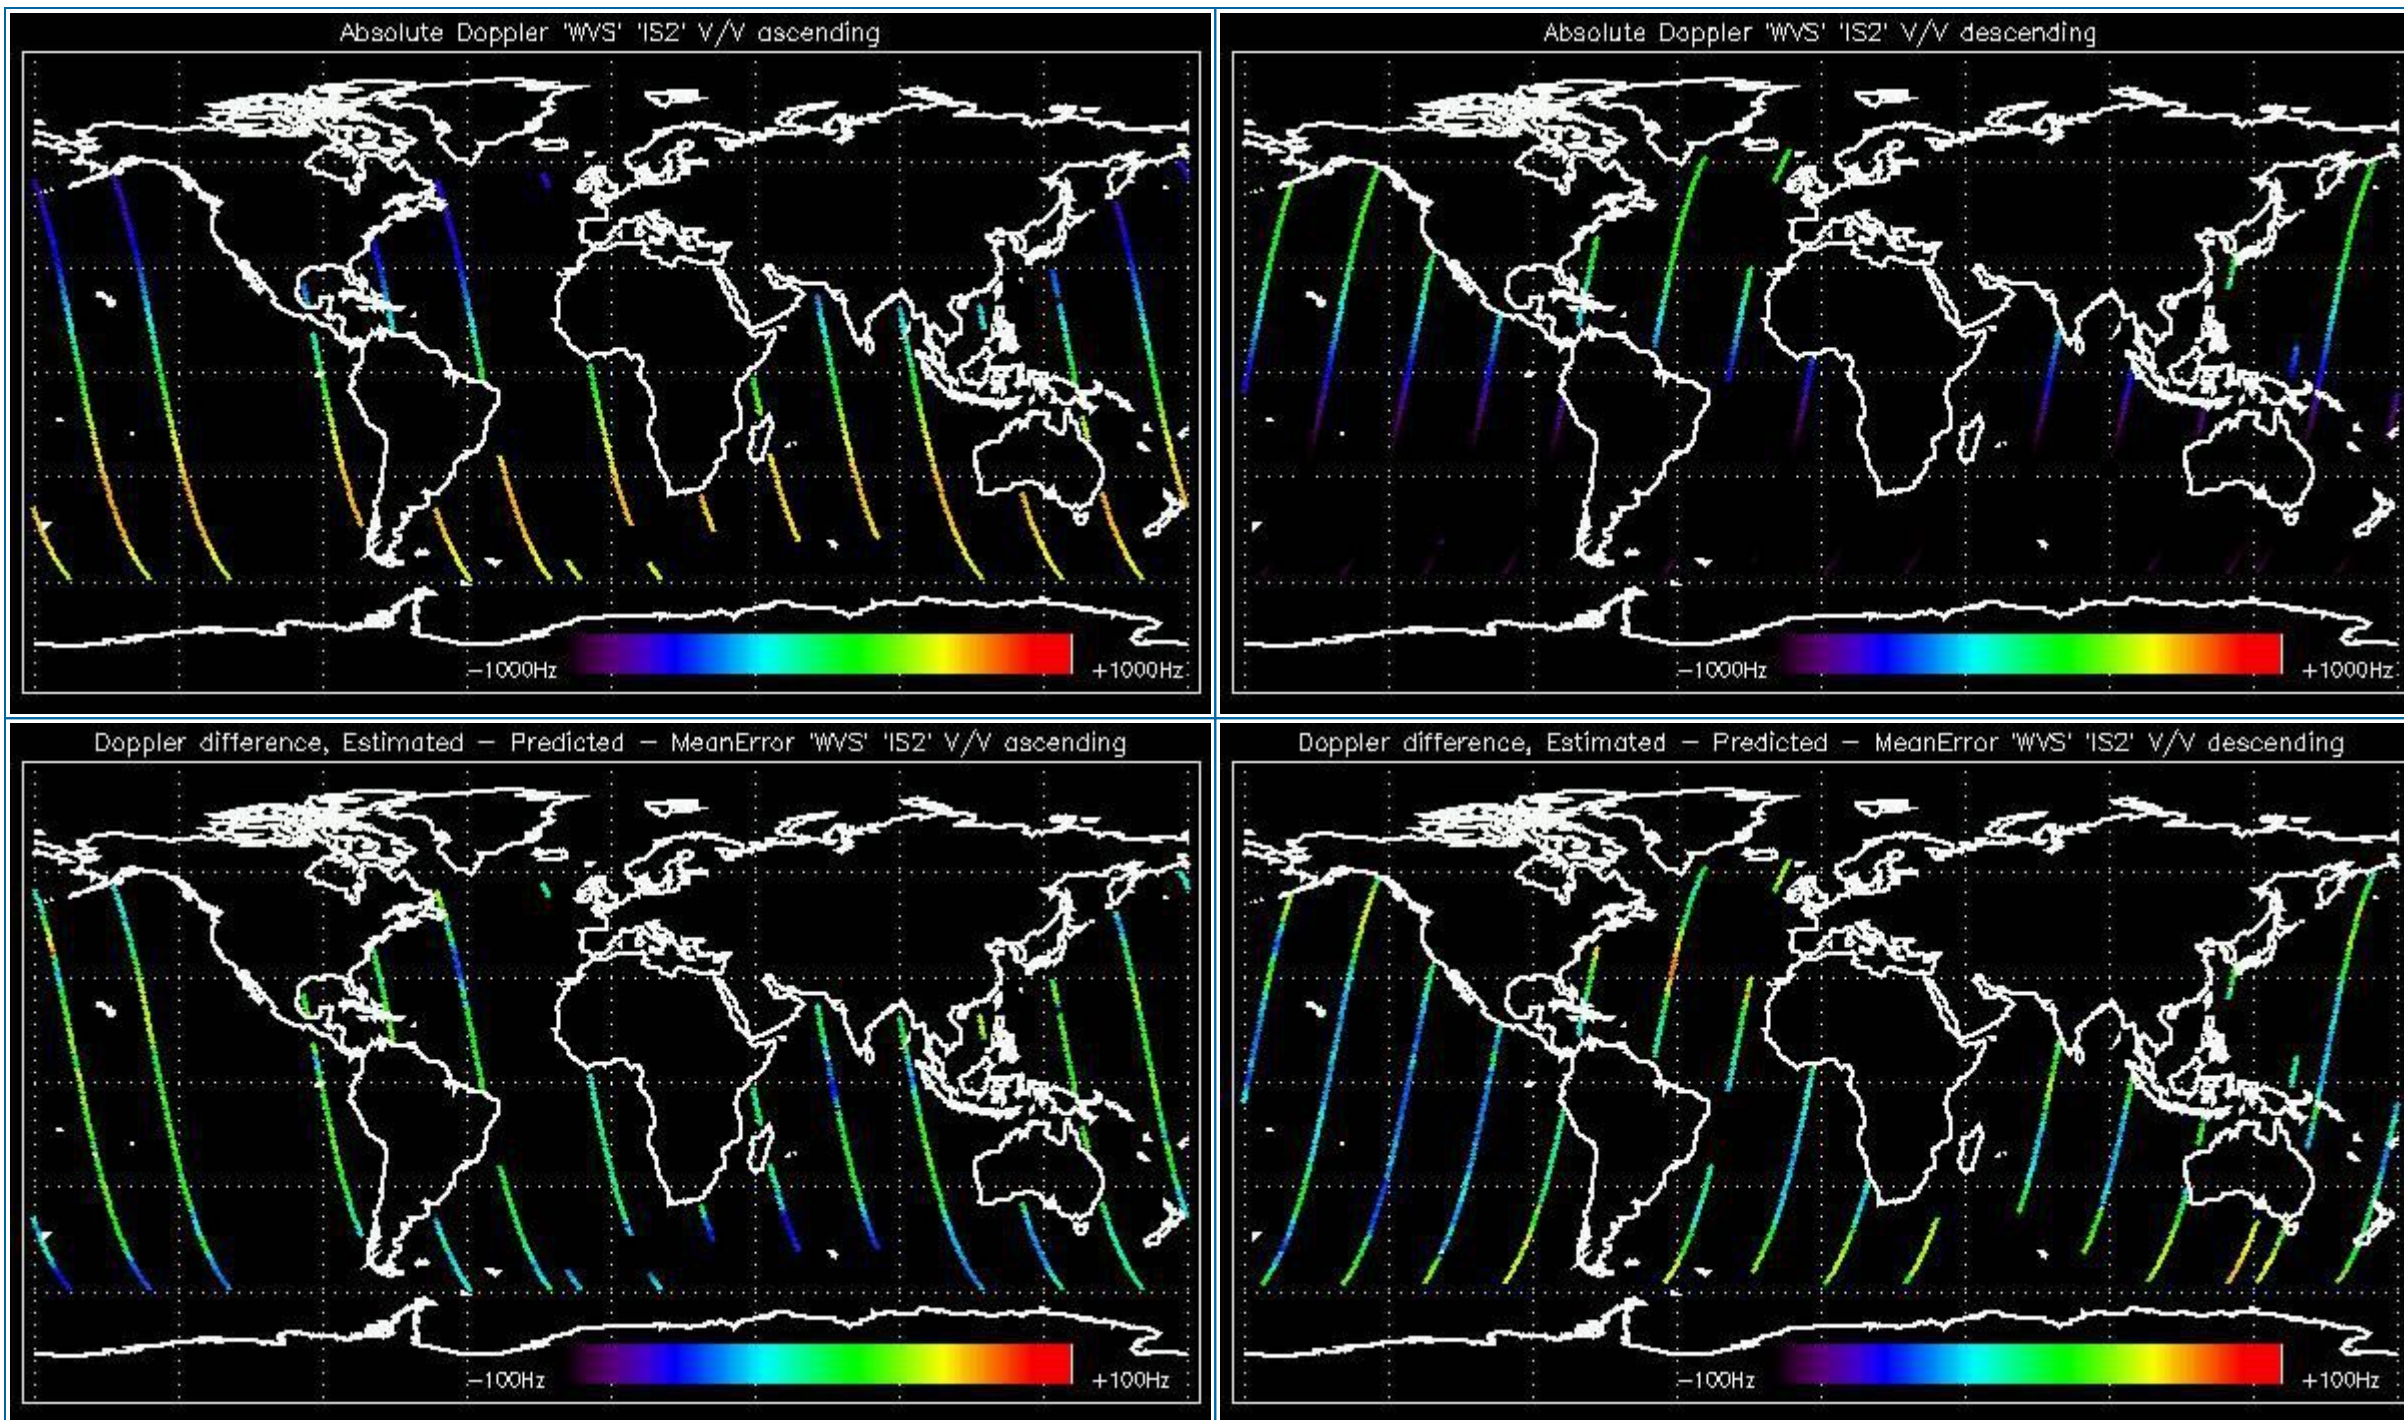 Absolute Doppler 'WVS' 'IS2' V/V ascending
-1000Hz +1000Hz
Absolute Doppler 'WVS' 'IS2' V/V descending
-1000Hz +1000Hz
Doppler difference, Estimated - Predicted - MeanError 'WVS' 'IS2' V/V ascending
-100Hz +100Hz
Doppler difference, Estimated - Predicted - MeanError 'WVS' 'IS2' V/V descending
-100Hz +100Hz